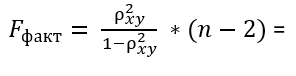 F_факт = ρ²_xy / (1−ρ²_xy) * (n − 2) =